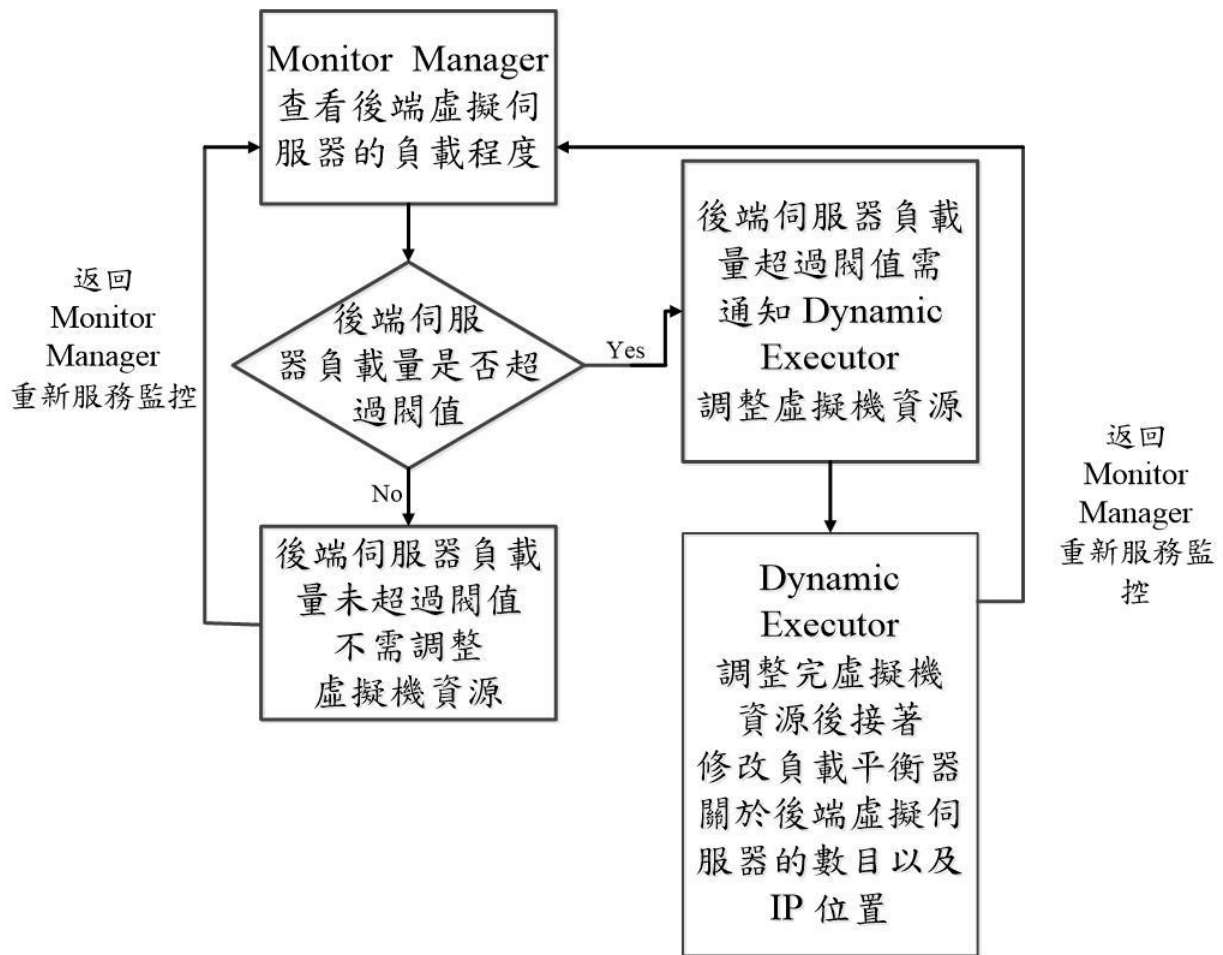 Monitor Manager
查看後端虛擬伺
服器的負載程度
返回
Monitor
Manager
重新服務監控
後端伺服
器負載量是否超
過閥值
Yes
No
後端伺服器負載
量未超過閥值
不需調整
虛擬機資源
後端伺服器負載
量超過閥值需
通知 Dynamic
Executor
調整虛擬機資源
Dynamic
Executor
調整完虛擬機
資源後接著
修改負載平衡器
關於後端虛擬伺
服器的數目以及
IP 位置
返回
Monitor
Manager
重新服務監
控